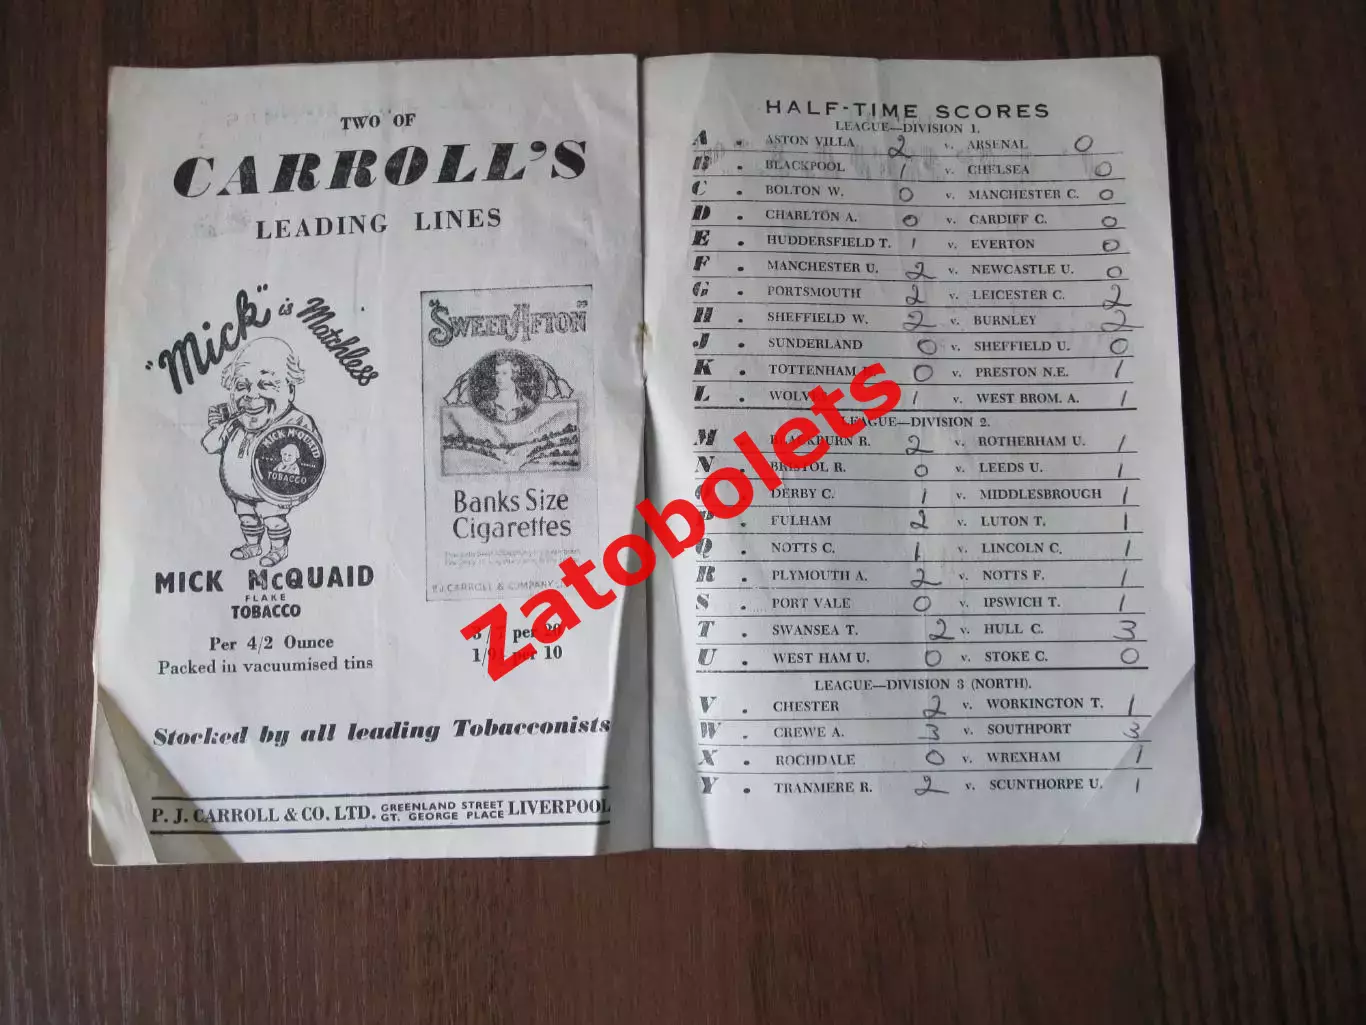 TWO OF
CARROLL'S
LEADING LINES
"Mick" is Matchless
MICK McQUAID
TOBACCO
"SWEET AFTON"
Banks Size
Cigarettes
P.J. CARROLL & COMPANY
MICK McQUAID
FLAKE
TOBACCO
Per 4/2 Ounce
Packed in vacuumised tins
per 20
per 10
Stocked by all leading Tobacconists
P. J. CARROLL & CO. LTD. GREENLAND STREET GT. GEORGE PLACE LIVERPOOL
HALF-TIME SCORES
LEAGUE—DIVISION 1.
A . ASTON VILLA 2 v. ARSENAL 0
B . BLACKPOOL 1 v. CHELSEA 0
C . BOLTON W. 0 v. MANCHESTER C. 0
D . CHARLTON A. 0 v. CARDIFF C. 0
E . HUDDERSFIELD T. 1 v. EVERTON 0
F . MANCHESTER U. 2 v. NEWCASTLE U. 0
G . PORTSMOUTH 2 v. LEICESTER C. 2
H . SHEFFIELD W. 2 v. BURNLEY 2
J . SUNDERLAND 0 v. SHEFFIELD U. 0
K . TOTTENHAM 0 v. PRESTON N.E. 1
L . WOLVES 1 v. WEST BROM. A. 1
LEAGUE—DIVISION 2.
M . BLACKBURN R. 2 v. ROTHERHAM U. 1
N . BRISTOL R. 0 v. LEEDS U. 1
O . DERBY C. 1 v. MIDDLESBROUGH 1
P . FULHAM 2 v. LUTON T. 1
Q . NOTTS C. 1 v. LINCOLN C. 1
R . PLYMOUTH A. 2 v. NOTTS F. 1
S . PORT VALE 0 v. IPSWICH T. 1
T . SWANSEA T. 2 v. HULL C. 3
U . WEST HAM U. 0 v. STOKE C. 0
LEAGUE—DIVISION 3 (NORTH).
V . CHESTER 2 v. WORKINGTON T. 1
W . CREWE A. 3 v. SOUTHPORT 3
X . ROCHDALE 0 v. WREXHAM 1
Y . TRANMERE R. 2 v. SCUNTHORPE U. 1
Zatobolets